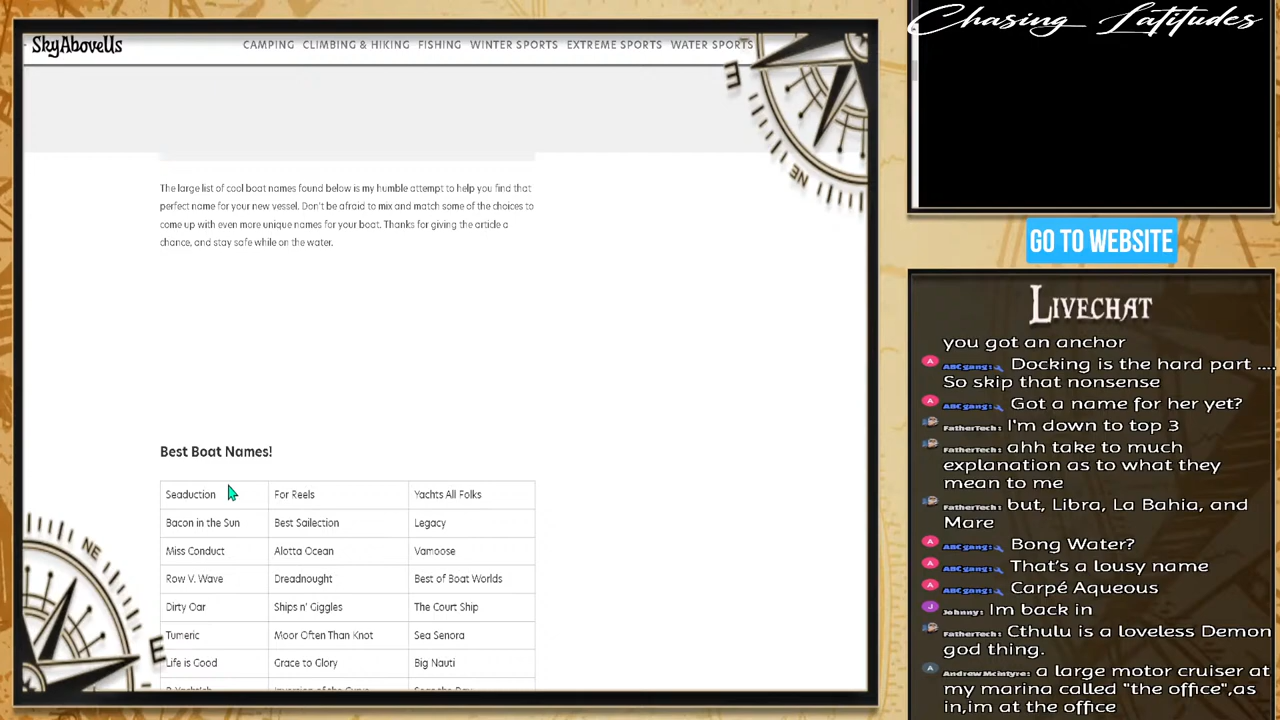 SkyAboveUs
CAMPING CLIMBING & HIKING FISHING WINTER SPORTS EXTREME SPORTS WATER SPORTS
E
NE
The large list of cool boat names found below is my humble attempt to help you find that
perfect name for your new vessel. Don't be afraid to mix and match some of the choices to
come up with even more unique names for your boat. Thanks for giving the article a
chance, and stay safe while on the water.
Best Boat Names!
Seaduction For Reels Yachts All Folks
Bacon in the Sun Best Sailection Legacy
Miss Conduct Alotta Ocean Vamoose
Row V. Wave Dreadnought Best of Boat Worlds
Dirty Oar Ships n' Giggles The Court Ship
Tumeric Moor Often Than Knot Sea Senora
Life is Good Grace to Glory Big Nauti
NE
E
Chasing Latitudes
GO TO WEBSITE
LIVECHAT
you got an anchor
A ABCgang: Docking is the hard part ....
So skip that nonsense
A ABCgang: Got a name for her yet?
FatherTech: I'm down to top 3
FatherTech: ahh take to much
explanation as to what they
mean to me
FatherTech: but, Libra, La Bahia, and
Mare
A ABCgang: Bong Water?
A ABCgang: That's a lousy name
A ABCgang: Carpé Aqueous
J Johnny: Im back in
FatherTech: Cthulu is a loveless Demon
god thing.
A Andrew McIntyre: a large motor cruiser at
my marina called "the office",as
in,im at the office